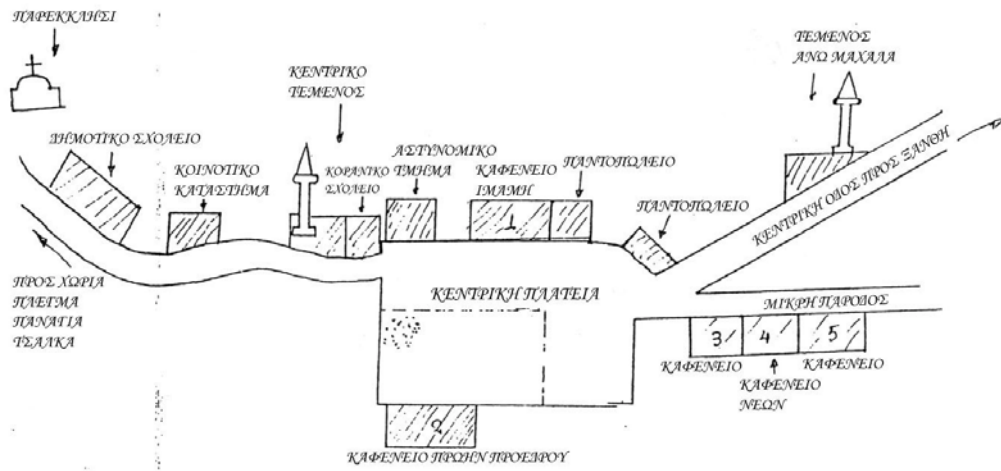 ΠΑΡΕΚΚΛΗΣΙ
ΤΕΜΕΝΟΣ
ΑΝΩ ΜΑΧΑΛΑ
ΚΕΝΤΡΙΚΟ
ΤΕΜΕΝΟΣ
ΔΗΜΟΤΙΚΟ ΣΧΟΛΕΙΟ
ΚΟΙΝΟΤΙΚΟ
ΚΑΤΑΣΤΗΜΑ
ΚΟΡΑΝΙΚΟ
ΣΧΟΛΕΙΟ
ΑΣΤΥΝΟΜΙΚΟ
ΤΜΗΜΑ
ΚΑΦΕΝΕΙΟ
ΙΜΑΜΗ
1
ΠΑΝΤΟΠΩΛΕΙΟ
ΠΑΝΤΟΠΩΛΕΙΟ
ΚΕΝΤΡΙΚΗ ΟΔΟΣ ΠΡΟΣ ΞΑΝΘΗ
ΠΡΟΣ ΧΩΡΙΑ
ΠΛΕΓΜΑ
ΠΑΝΑΓΙΑ
ΤΣΑΛΚΑ
ΚΕΝΤΡΙΚΗ ΠΛΑΤΕΙΑ
ΜΙΚΡΗ ΠΑΡΟΔΟΣ
3 4 5
ΚΑΦΕΝΕΙΟ
ΚΑΦΕΝΕΙΟ
ΝΕΩΝ
ΚΑΦΕΝΕΙΟ
2
ΚΑΦΕΝΕΙΟ ΠΡΩΗΝ ΠΡΟΕΔΡΟΥ